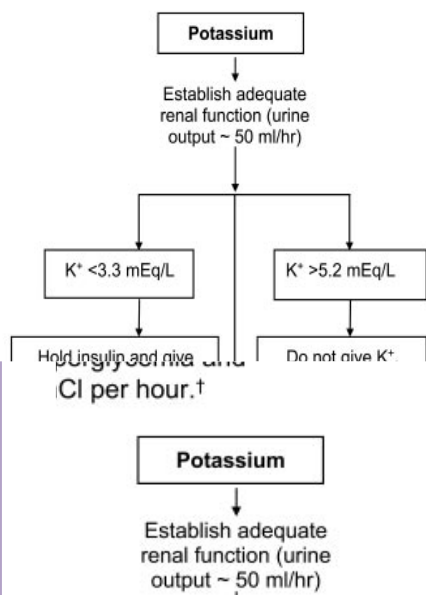 Potassium
Establish adequate
renal function (urine
output ~ 50 ml/hr)
K⁺ <3.3 mEq/L
K⁺ >5.2 mEq/L
Hold insulin and give
Do not give K⁺.
and
Cl per hour.†
Potassium
Establish adequate
renal function (urine
output ~ 50 ml/hr)